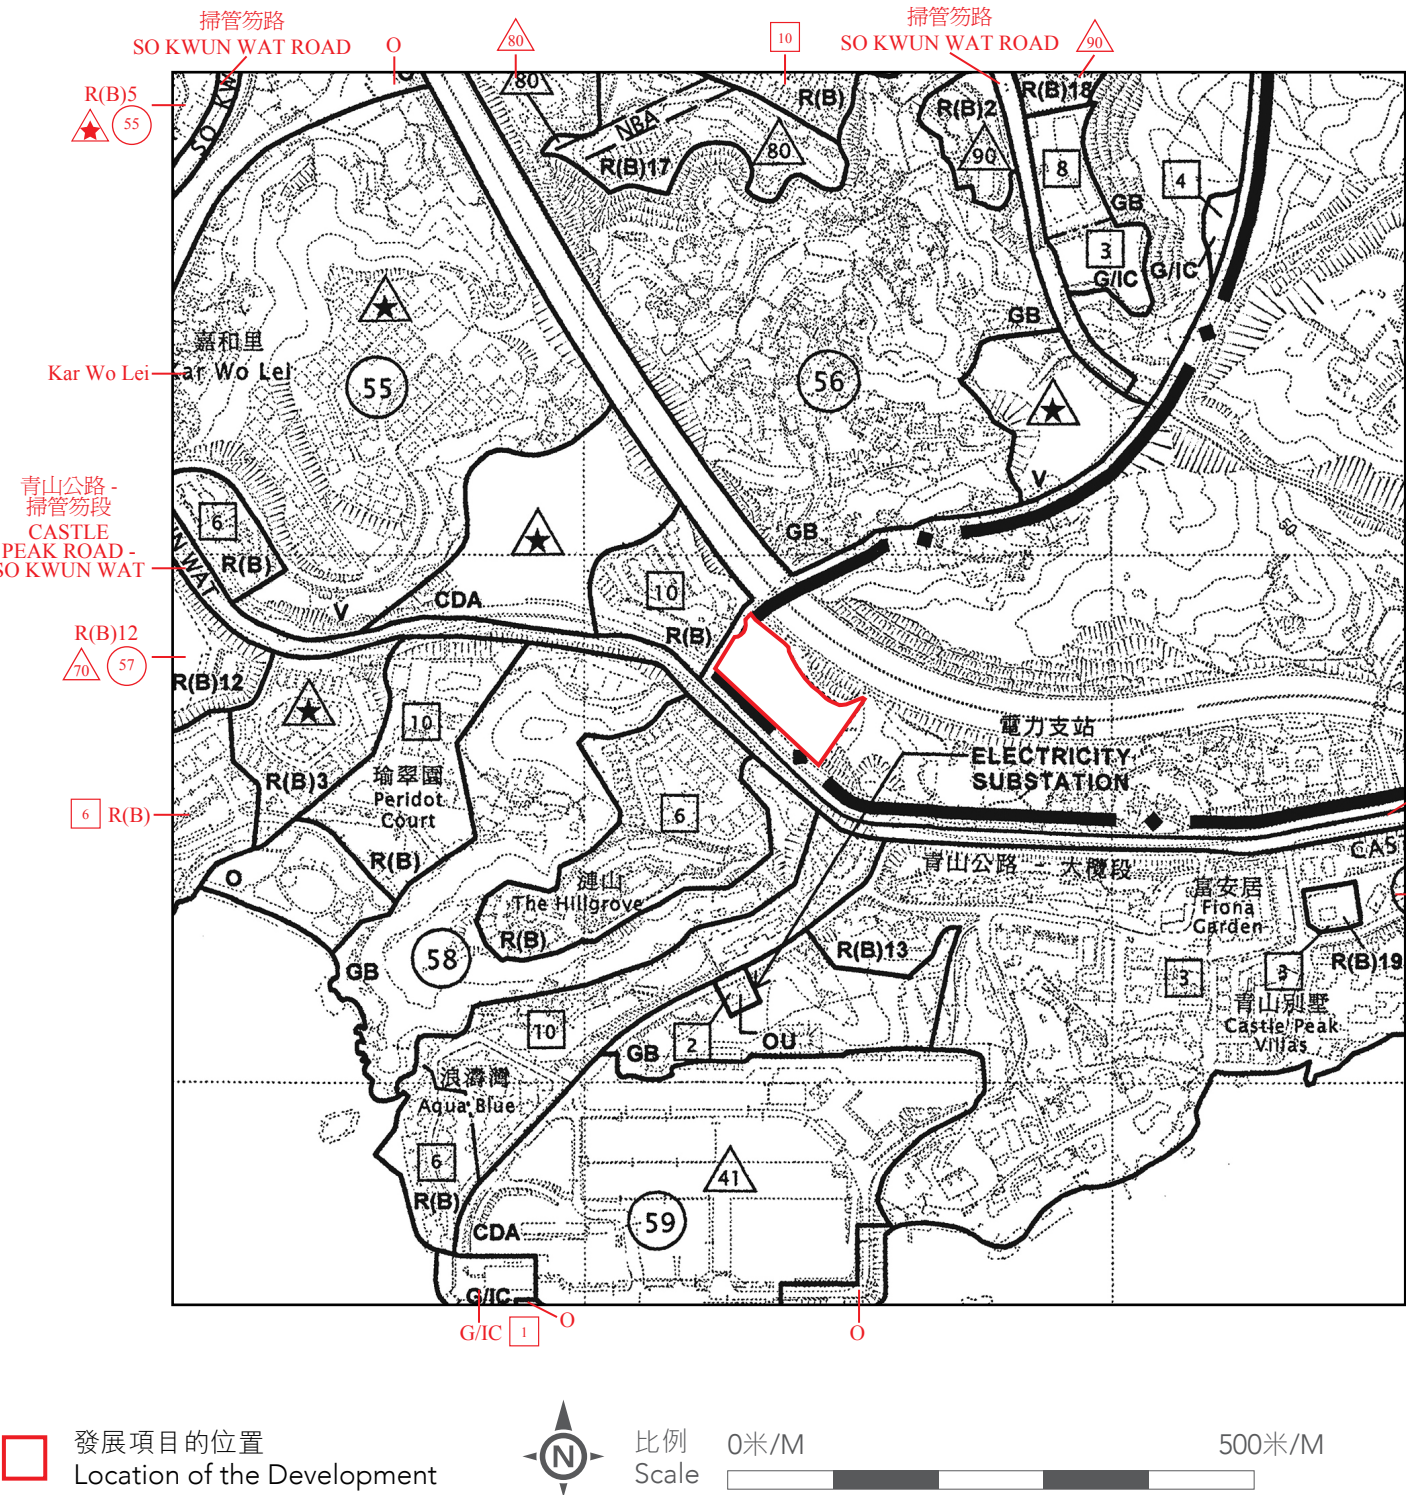 掃管笏路
SO KWUN WAT ROAD
O
80
10
掃管笏路
SO KWUN WAT ROAD
90
R(B)5
55
SO KW
80
NBA
R(B)17
80
R(B)
R(B)2
90
R(B)18
8
4
GB
3
G/IC
G/IC
GB
嘉和里
Kar Wo Lei
Kar Wo Lei
55
56
V
GB
50
青山公路 -
掃管笏段
CASTLE
PEAK ROAD -
SO KWUN WAT
6
R(B)
N WAT
V
CDA
10
R(B)
R(B)12
70
57
R(B)12
R(B)3
10
瑜翠園
Peridot
Court
R(B)
6
R(B)
O
電力支站
ELECTRICITY
SUBSTATION
6
漣山
The Hillgrove
R(B)
58
GB
青山公路 - 大欖段
CAS
富安居
Fiona
Garden
R(B)13
3
3
R(B)19
青山別墅
Castle Peak
Villas
10
2
GB
OU
浪濤灣
Aqua Blue
6
R(B)
41
59
CDA
G/IC
G/IC
1
O
O
發展項目的位置
Location of the Development
N
比例
Scale
0米/M
500米/M